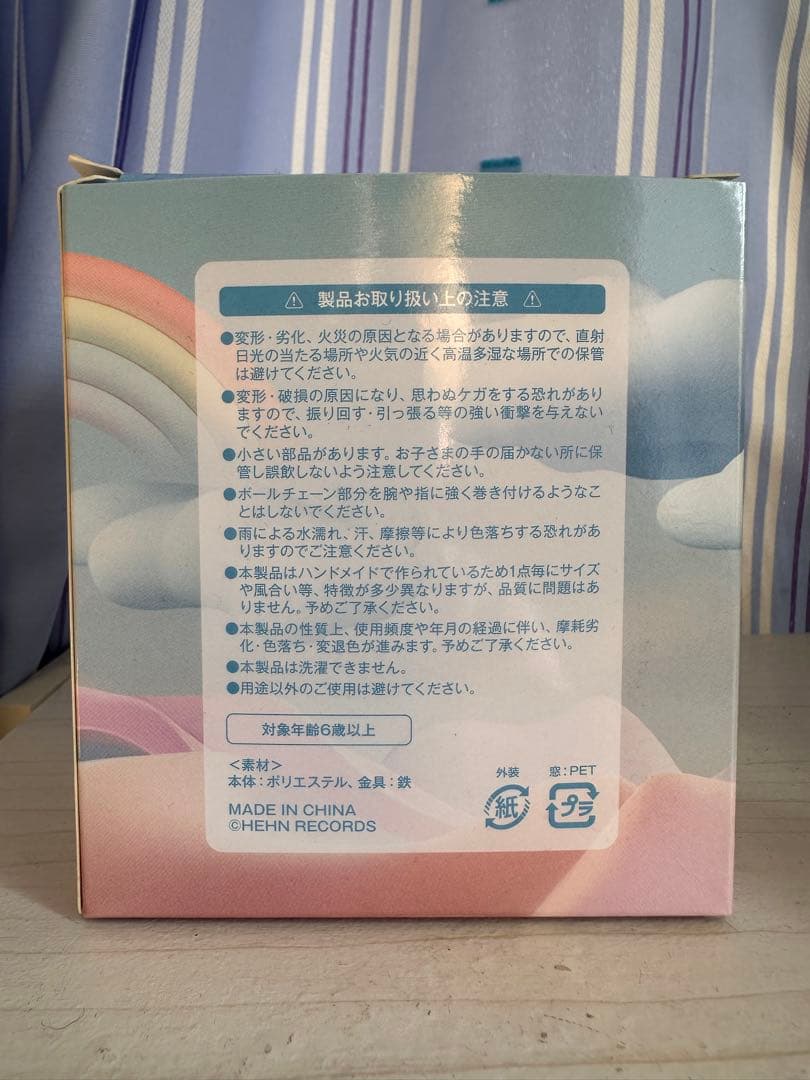 ⚠ 製品お取り扱い上の注意 ⚠
●変形・劣化、火災の原因となる場合がありますので、直射
日光の当たる場所や火気の近く高温多湿な場所での保管
は避けてください。
●変形・破損の原因になり、思わぬケガをする恐れがあり
ますので、振り回す・引っ張る等の強い衝撃を与えない
でください。
●小さい部品があります。お子さまの手の届かない所に保
管し誤飲しないよう注意してください。
●ボールチェーン部分を腕や指に強く巻き付けるようなこ
とはしないでください。
●雨による水濡れ、汗、摩擦等により色落ちする恐れがあ
りますのでご注意ください。
●本製品はハンドメイドで作られているため1点毎にサイズ
や風合い等、特徴が多少異なりますが、品質に問題はあ
りません。予めご了承ください。
●本製品の性質上、使用頻度や年月の経過に伴い、摩耗劣
化・色落ち・変退色が進みます。予めご了承ください。
●本製品は洗濯できません。
●用途以外のご使用は避けてください。
対象年齢6歳以上
＜素材＞
本体：ポリエステル、金具：鉄
MADE IN CHINA
©HEHN RECORDS
外装
紙
窓：PET
プラ